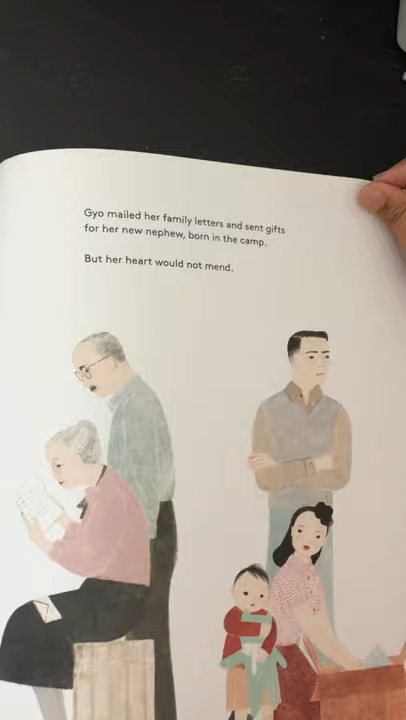 Gyo mailed her family letters and sent gifts
for her new nephew, born in the camp.
But her heart would not mend.